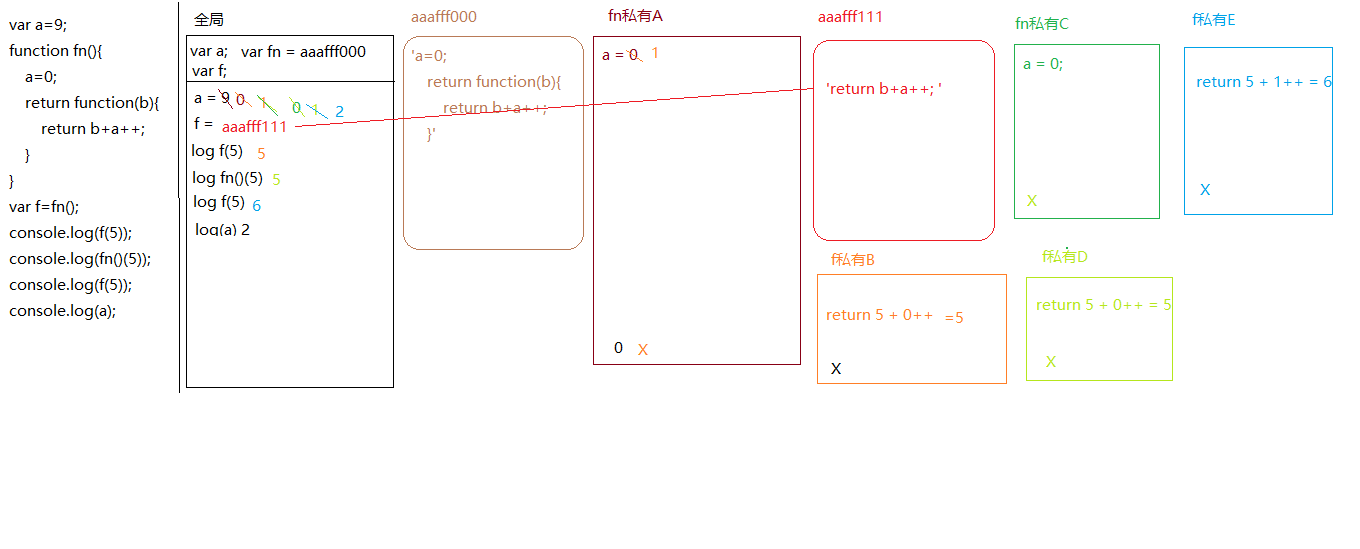 var a=9;
function fn(){
a=0;
return function(b){
return b+a++;
}
}
var f=fn();
console.log(f(5));
console.log(fn()(5));
console.log(f(5));
console.log(a);
全局
var a; var fn = aaafff000
var f;
a = 9 0 1 0 1 2
f = aaafff111
log f(5) 5
log fn()(5) 5
log f(5) 6
log(a) 2
aaafff000
'a=0;
return function(b){
return b+a++;
}'
fn私有A
a = 0 1
0 X
aaafff111
'return b+a++; '
f私有B
return 5 + 0++ =5
X
fn私有C
a = 0;
X
f私有D
return 5 + 0++ = 5
X
f私有E
return 5 + 1++ = 6
X